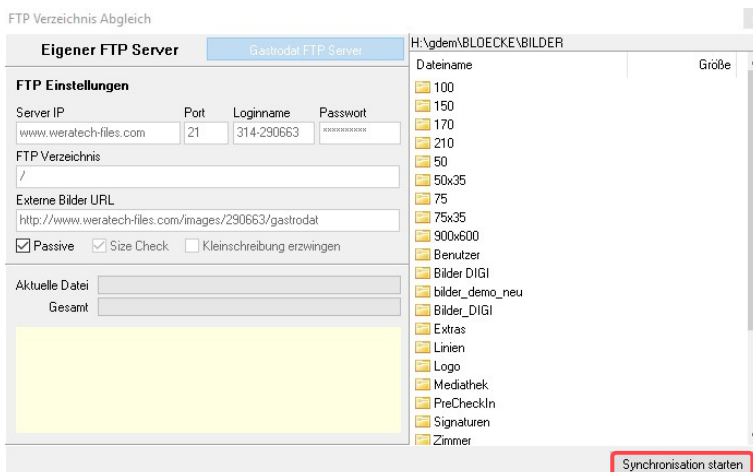 FTP Verzeichnis Abgleich
Eigener FTP Server
Gastrodat FTP Server
FTP Einstellungen
Server IP Port Loginname Passwort
www.weratech-files.com 21 314-290663 **********
FTP Verzeichnis
/
Externe Bilder URL
http://www.weratech-files.com/images/290663/gastrodat
Passive Size Check Kleinschreibung erzwingen
Aktuelle Datei
Gesamt
H:\gdem\BLOECKE\BILDER
Dateiname Größe
100
150
170
210
50
50x35
75
75x35
900x600
Benutzer
Bilder DIGI
bilder_demo_neu
Bilder_DIGI
Extras
Linien
Logo
Mediathek
PreCheckIn
Signaturen
Zimmer
Synchronisation starten